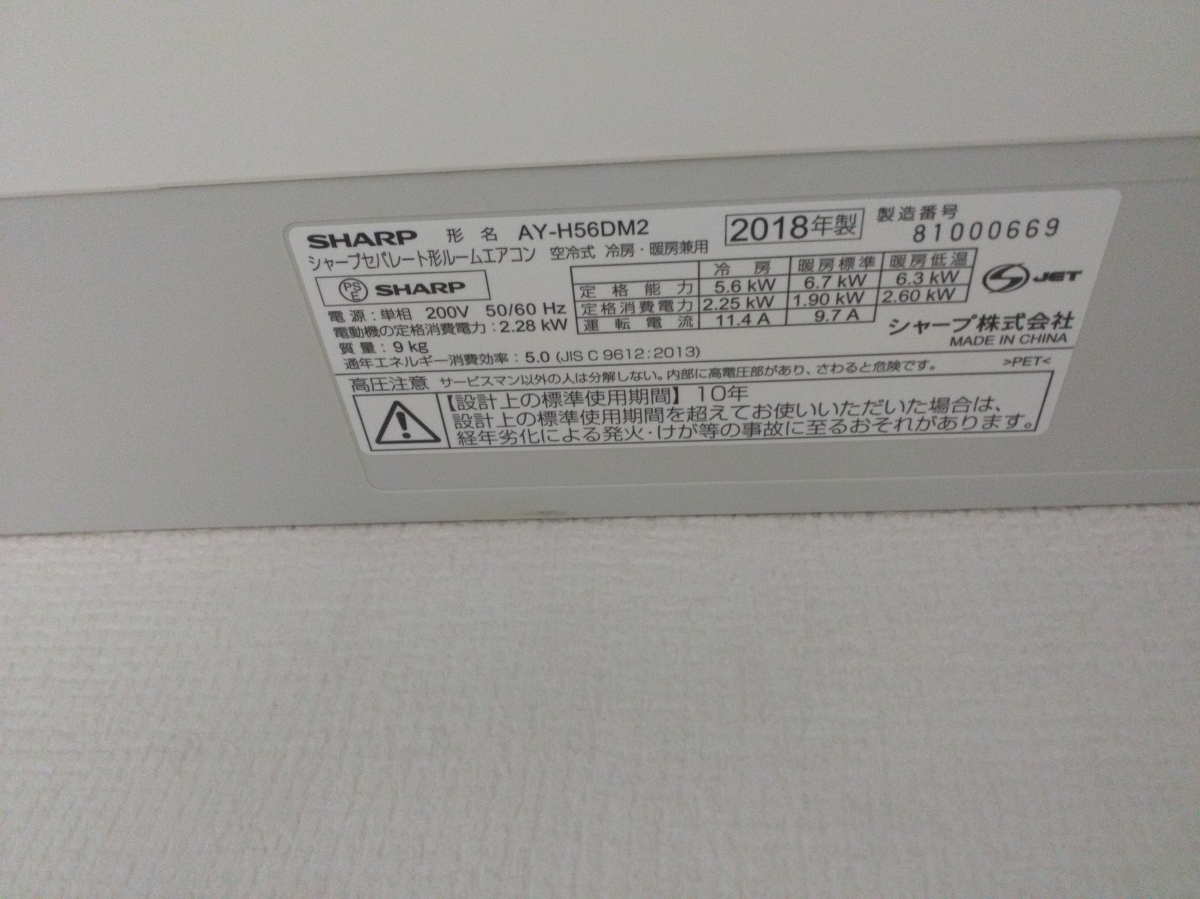 SHARP 形名 AY-H56DM2 2018年製 製造番号 81000669
シャープセパレート形ルームエアコン 空冷式 冷房・暖房兼用
冷房 暖房標準 暖房低温
定格能力 5.6 kW 6.7 kW 6.3 kW
定格消費電力 2.25 kW 1.90 kW 2.60 kW
運転電流 11.4 A 9.7 A
PSE SHARP
JET
電源:単相 200V 50/60 Hz
電動機の定格消費電力:2.28 kW
質量:9 kg
通年エネルギー消費効率:5.0 (JIS C 9612:2013)
シャープ株式会社
MADE IN CHINA
>PET<
高圧注意 サービスマン以外の人は分解しない。内部に高電圧部があり、さわると危険です。
【設計上の標準使用期間】10年
設計上の標準使用期間を超えてお使いいただいた場合は、
経年劣化による発火・けが等の事故に至るおそれがあります。